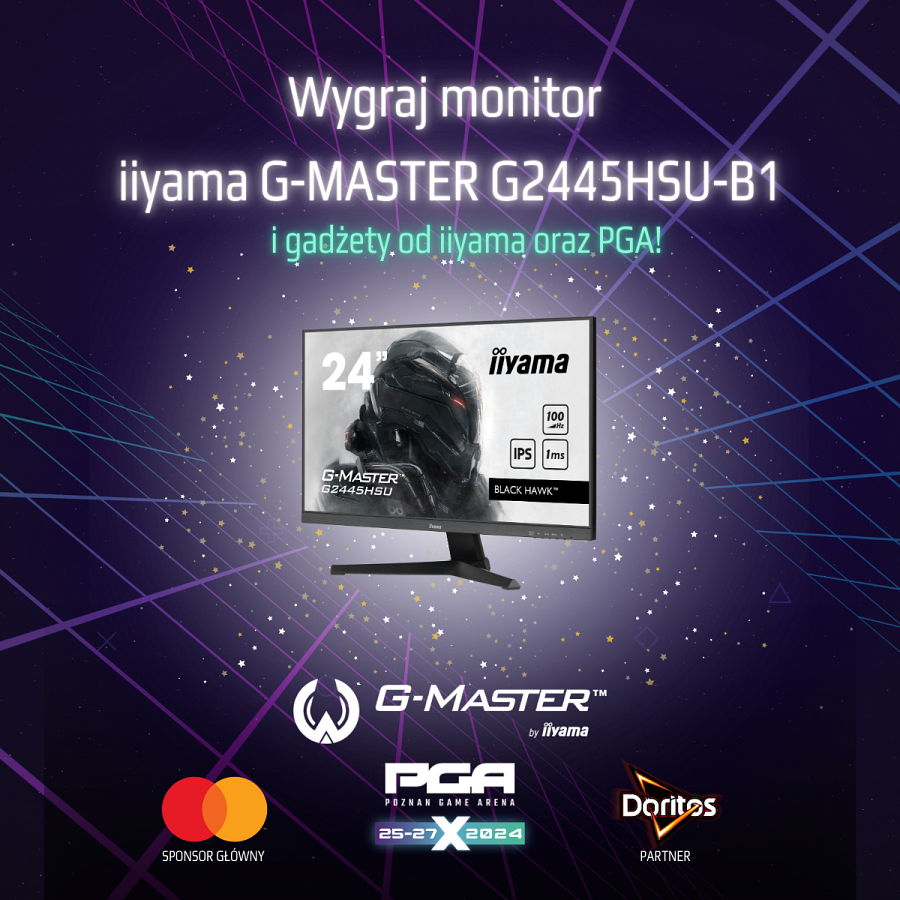 Wygraj monitor
iiyama G-MASTER G2445HSU-B1
i gadżety od iiyama oraz PGA!
24”
iiyama
100
Hz
IPS
1ms
G-MASTER™
G2445HSU
BLACK HAWK™
iiyama
G-MASTER™
by iiyama
PGA
POZNAN GAME ARENA
25-27 X 2024
SPONSOR GŁÓWNY
Doritos
PARTNER